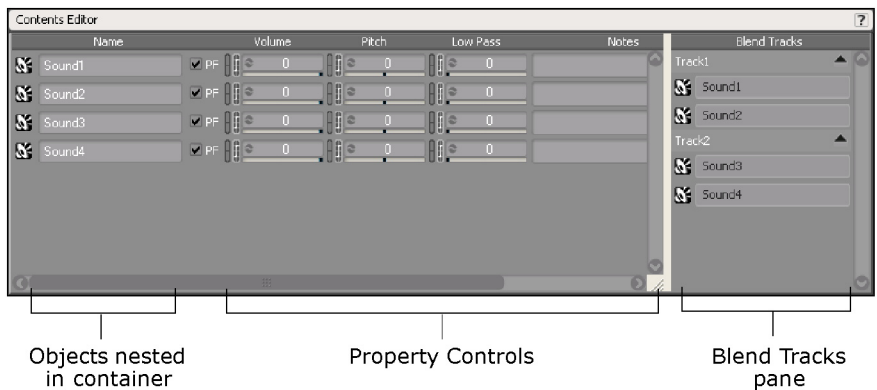 Contents Editor ?
Name Volume Pitch Low Pass Notes Blend Tracks
Sound1 PF 0 0 0
Sound2 PF 0 0 0
Sound3 PF 0 0 0
Sound4 PF 0 0 0
Track1
Sound1
Sound2
Track2
Sound3
Sound4
Objects nested
in container
Property Controls
Blend Tracks
pane